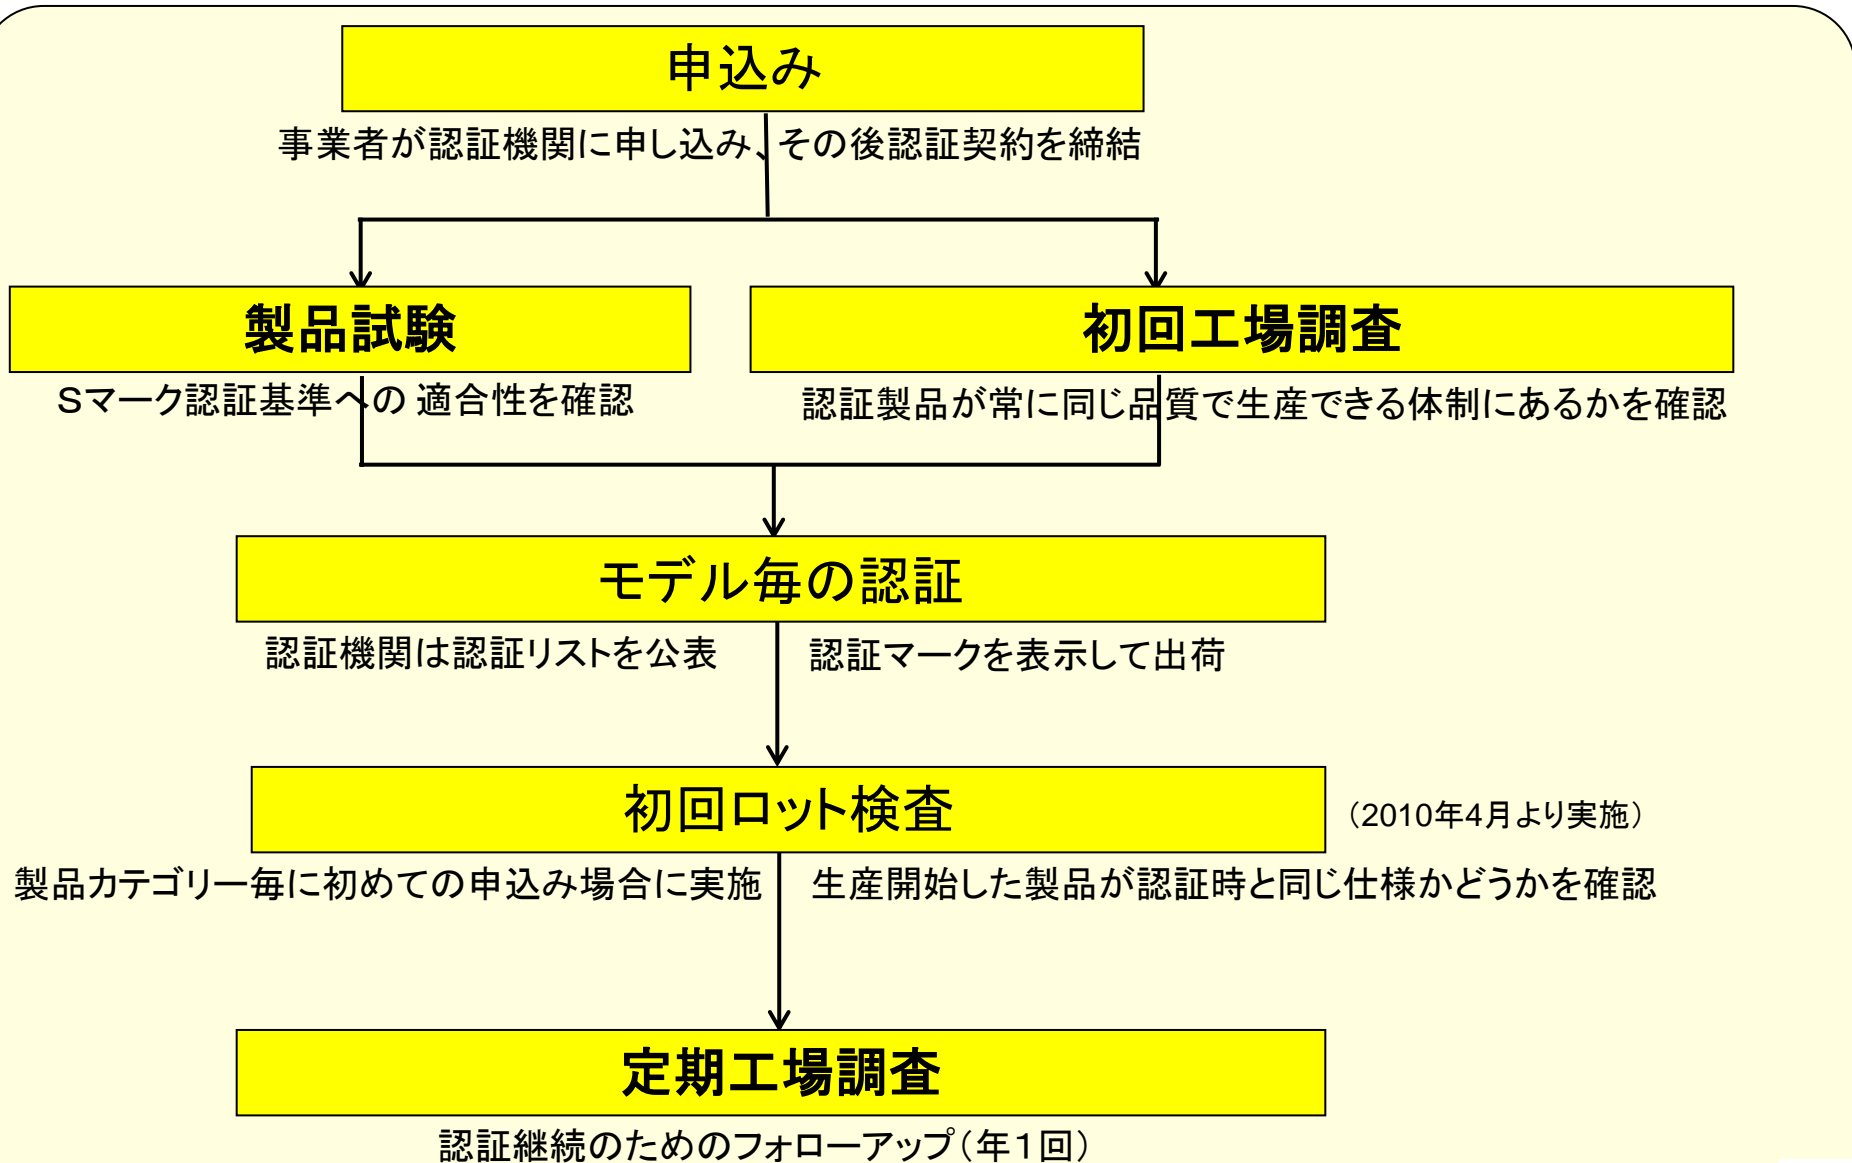 申込み
事業者が認証機関に申し込み、その後認証契約を締結
製品試験
Sマーク認証基準への 適合性を確認
初回工場調査
認証製品が常に同じ品質で生産できる体制にあるかを確認
モデル毎の認証
認証機関は認証リストを公表
認証マークを表示して出荷
初回ロット検査
（2010年4月より実施）
製品カテゴリー毎に初めての申込み場合に実施
生産開始した製品が認証時と同じ仕様かどうかを確認
定期工場調査
認証継続のためのフォローアップ（年１回）